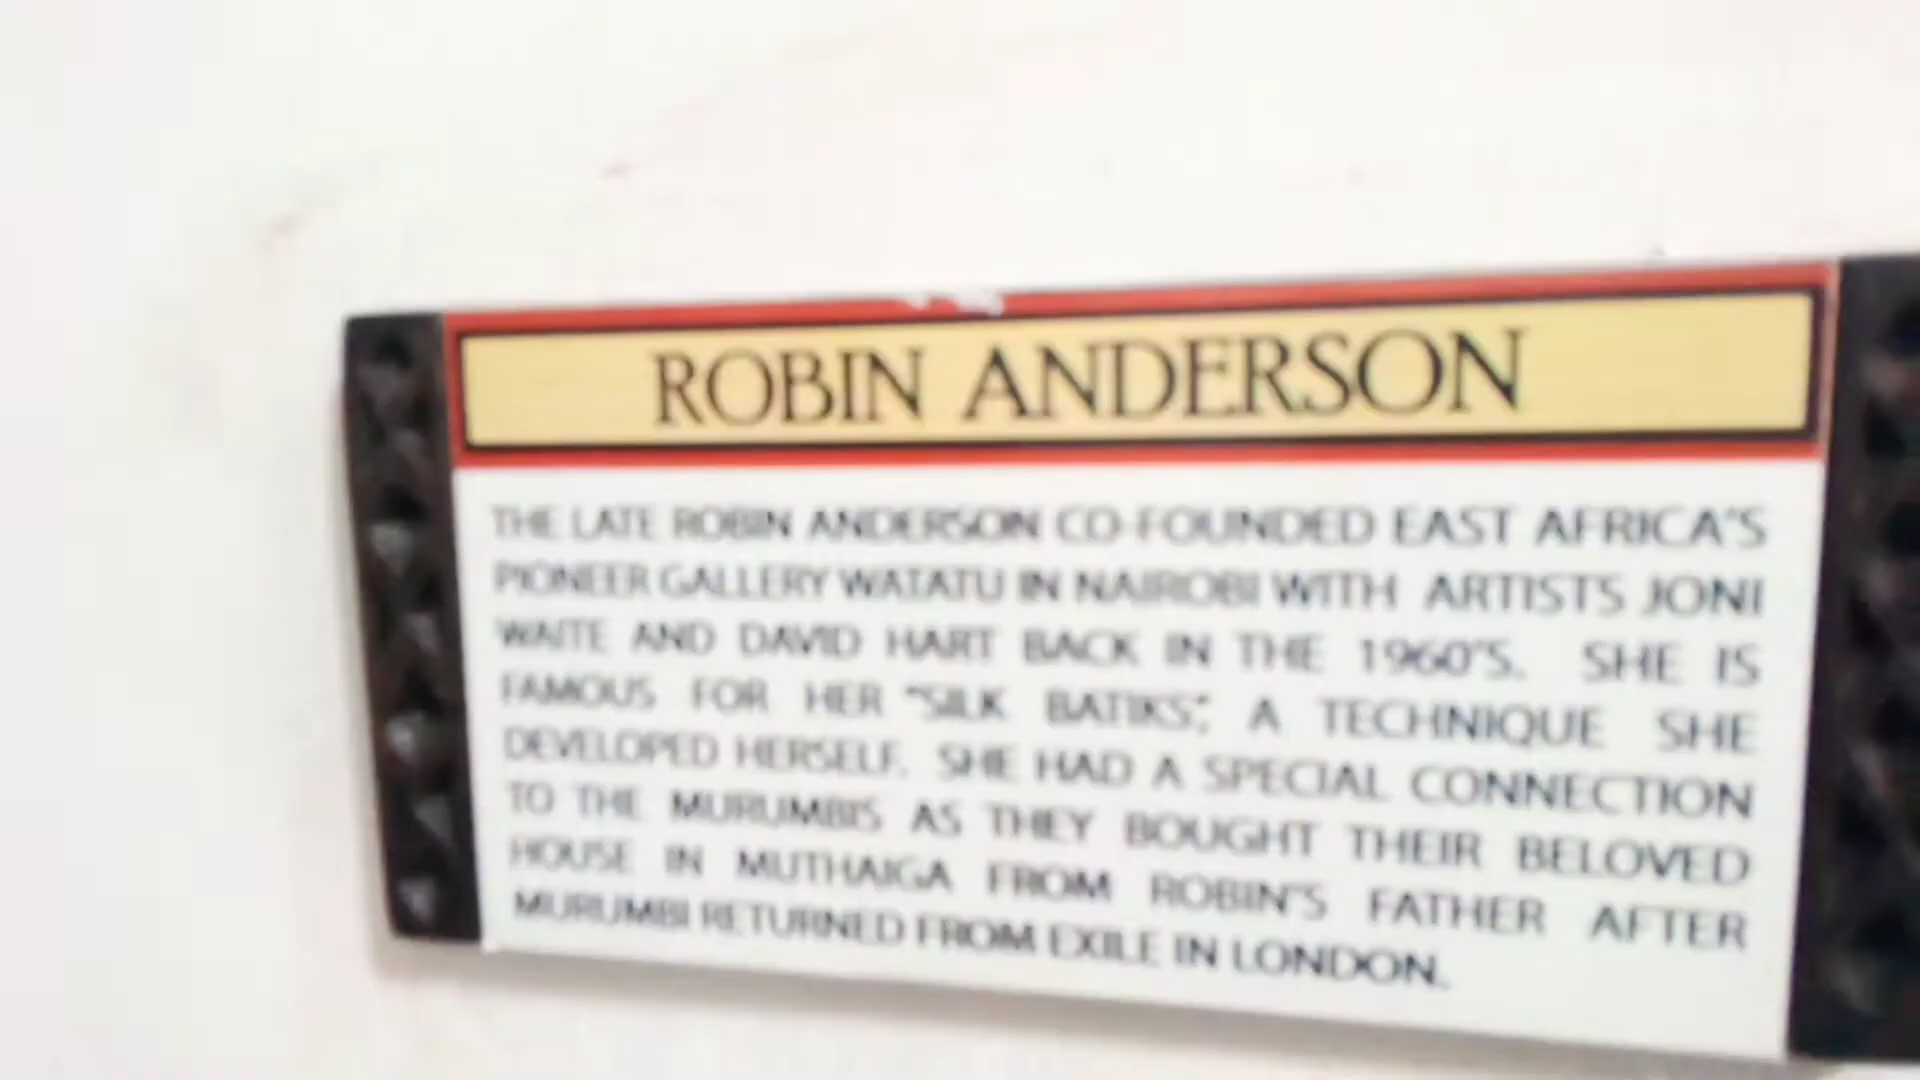 ROBIN ANDERSON
THE LATE ROBIN ANDERSON CO-FOUNDED EAST AFRICA'S
PIONEER GALLERY WATATU IN NAIROBI WITH ARTISTS JONI
WAITE AND DAVID HART BACK IN THE 1960'S. SHE IS
FAMOUS FOR HER "SILK BATIKS", A TECHNIQUE SHE
DEVELOPED HERSELF. SHE HAD A SPECIAL CONNECTION
TO THE MURUMBIS AS THEY BOUGHT THEIR BELOVED
HOUSE IN MUTHAIGA FROM ROBIN'S FATHER AFTER
MURUMBI RETURNED FROM EXILE IN LONDON.